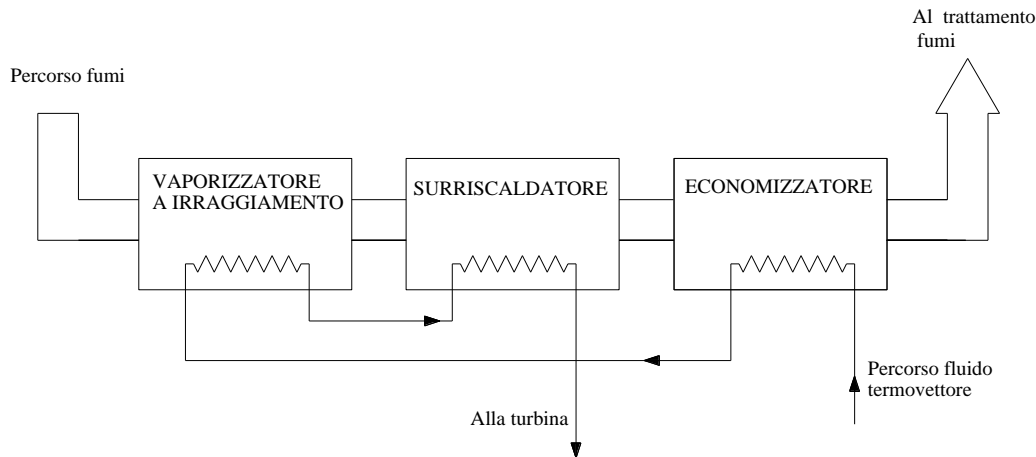 Al trattamento
fumi
Percorso fumi
VAPORIZZATORE
A IRRAGGIAMENTO
SURRISCALDATORE
ECONOMIZZATORE
Percorso fluido
termovettore
Alla turbina